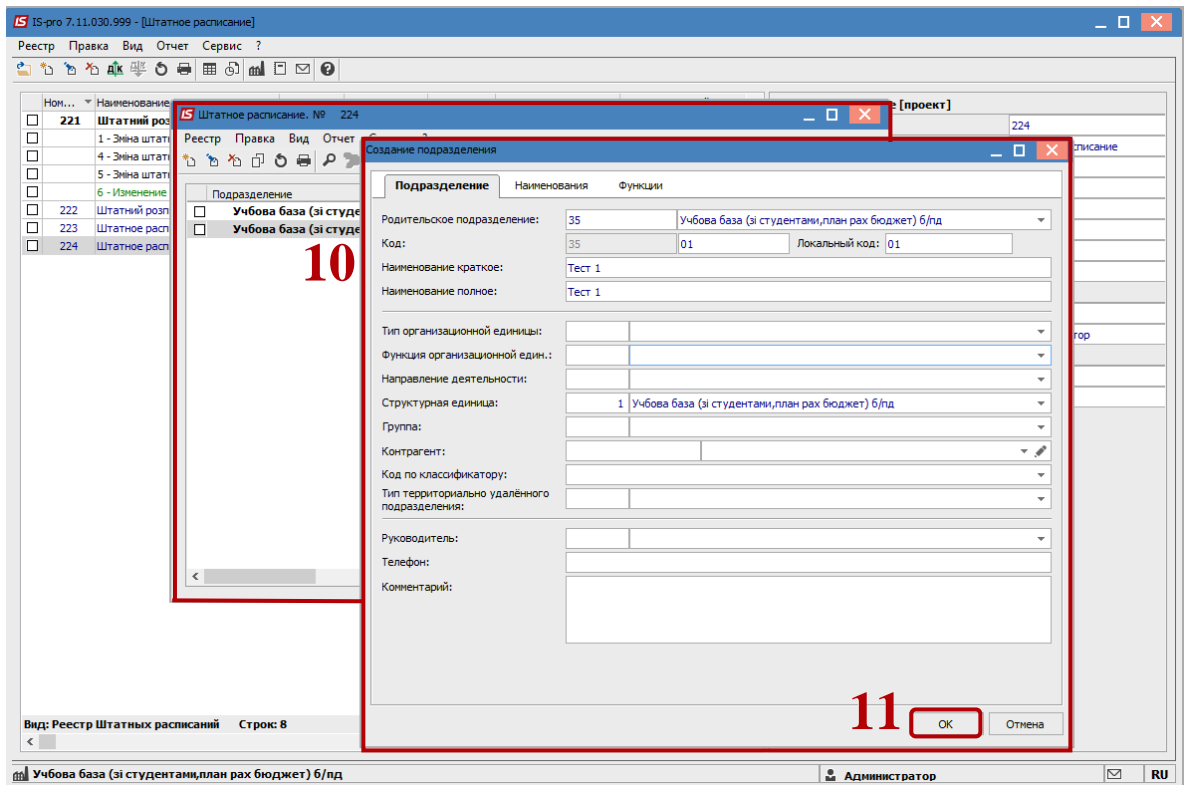 IS-pro 7.11.030.999 - [Штатное расписание]
Реестр Правка Вид Отчет Сервис ?
Ном... Наименование
221 Штатний роз
1 - Зміна штат
4 - Зміна штат
5 - Зміна штат
6 - Изменение
222 Штатний розп
223 Штатное расп
224 Штатное расп
е [проект]
224
списание
тор
Штатное расписание. № 224
Реестр Правка Вид Отчет
Подразделение
Учбова база (зі студе
Учбова база (зі студе
10
Создание подразделения
Подразделение Наименования Функции
Родительское подразделение: 35 Учбова база (зі студентами,план рах бюджет) б/пд
Код: 35 01 Локальный код: 01
Наименование краткое: Тест 1
Наименование полное: Тест 1
Тип организационной единицы:
Функция организационной един.:
Направление деятельности:
Структурная единица: 1 Учбова база (зі студентами,план рах бюджет) б/пд
Группа:
Контрагент:
Код по классификатору:
Тип территориально удалённого
подразделения:
Руководитель:
Телефон:
Комментарий:
11 OK Отмена
Вид: Реестр Штатных расписаний Строк: 8
Учбова база (зі студентами,план рах бюджет) б/пд Администратор RU